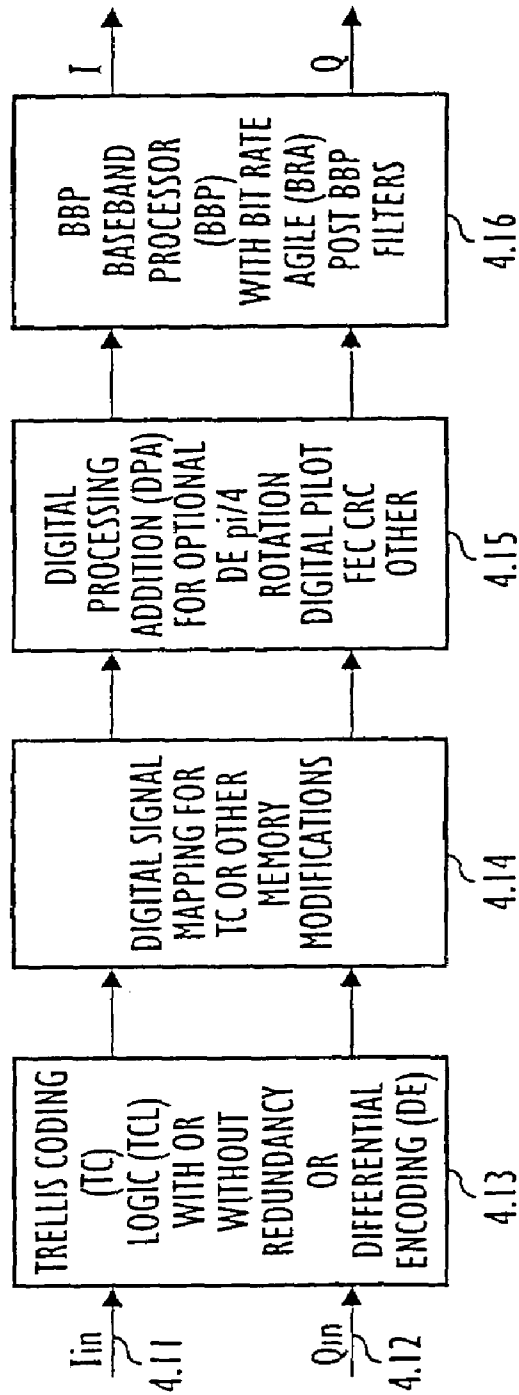 Iin
4.11
Qin
4.12
TRELLIS CODING
(TC)
LOGIC (TCL)
WITH OR
WITHOUT
REDUNDANCY
OR
DIFFERENTIAL
ENCODING (DE)
4.13
DIGITAL SIGNAL
MAPPING FOR
TC OR OTHER
MEMORY
MODIFICATIONS
4.14
DIGITAL
PROCESSING
ADDITION (DPA)
FOR OPTIONAL
DE pi/4
ROTATION
DIGITAL PILOT
FEC CRC
OTHER
4.15
BBP
BASEBAND
PROCESSOR
(BBP)
WITH BIT RATE
AGILE (BRA)
POST BBP
FILTERS
4.16
I
Q